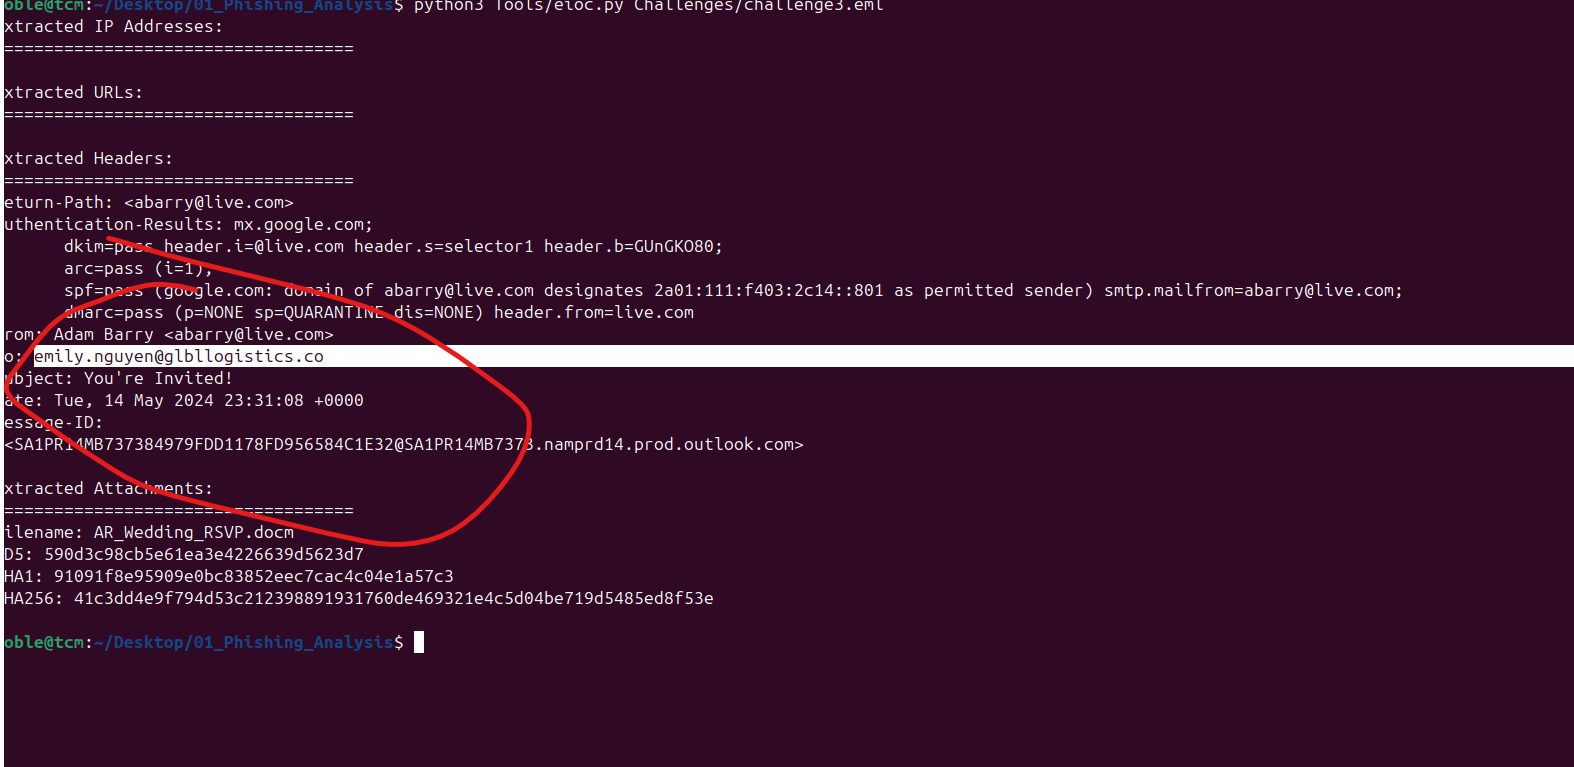 oble@tcm:~/Desktop/01_Phishing_Analysis$ python3 Tools/eioc.py Challenges/challenge3.eml
xtracted IP Addresses:
===================================
xtracted URLs:
===================================
xtracted Headers:
===================================
eturn-Path: <abarry@live.com>
uthentication-Results: mx.google.com;
dkim=pass header.i=@live.com header.s=selector1 header.b=GUnGKO80;
arc=pass (i=1);
spf=pass (google.com: domain of abarry@live.com designates 2a01:111:f403:2c14::801 as permitted sender) smtp.mailfrom=abarry@live.com;
dmarc=pass (p=NONE sp=QUARANTINE dis=NONE) header.from=live.com
rom: Adam Barry <abarry@live.com>
o: emily.nguyen@glbllogistics.co
ubject: You're Invited!
ate: Tue, 14 May 2024 23:31:08 +0000
essage-ID:
<SA1PR14MB737384979FDD1178FD956584C1E32@SA1PR14MB7373.namprd14.prod.outlook.com>
xtracted Attachments:
===================================
ilename: AR_Wedding_RSVP.docm
D5: 590d3c98cb5e61ea3e4226639d5623d7
HA1: 91091f8e95909e0bc83852eec7cac4c04e1a57c3
HA256: 41c3dd4e9f794d53c212398891931760de469321e4c5d04be719d5485ed8f53e
oble@tcm:~/Desktop/01_Phishing_Analysis$